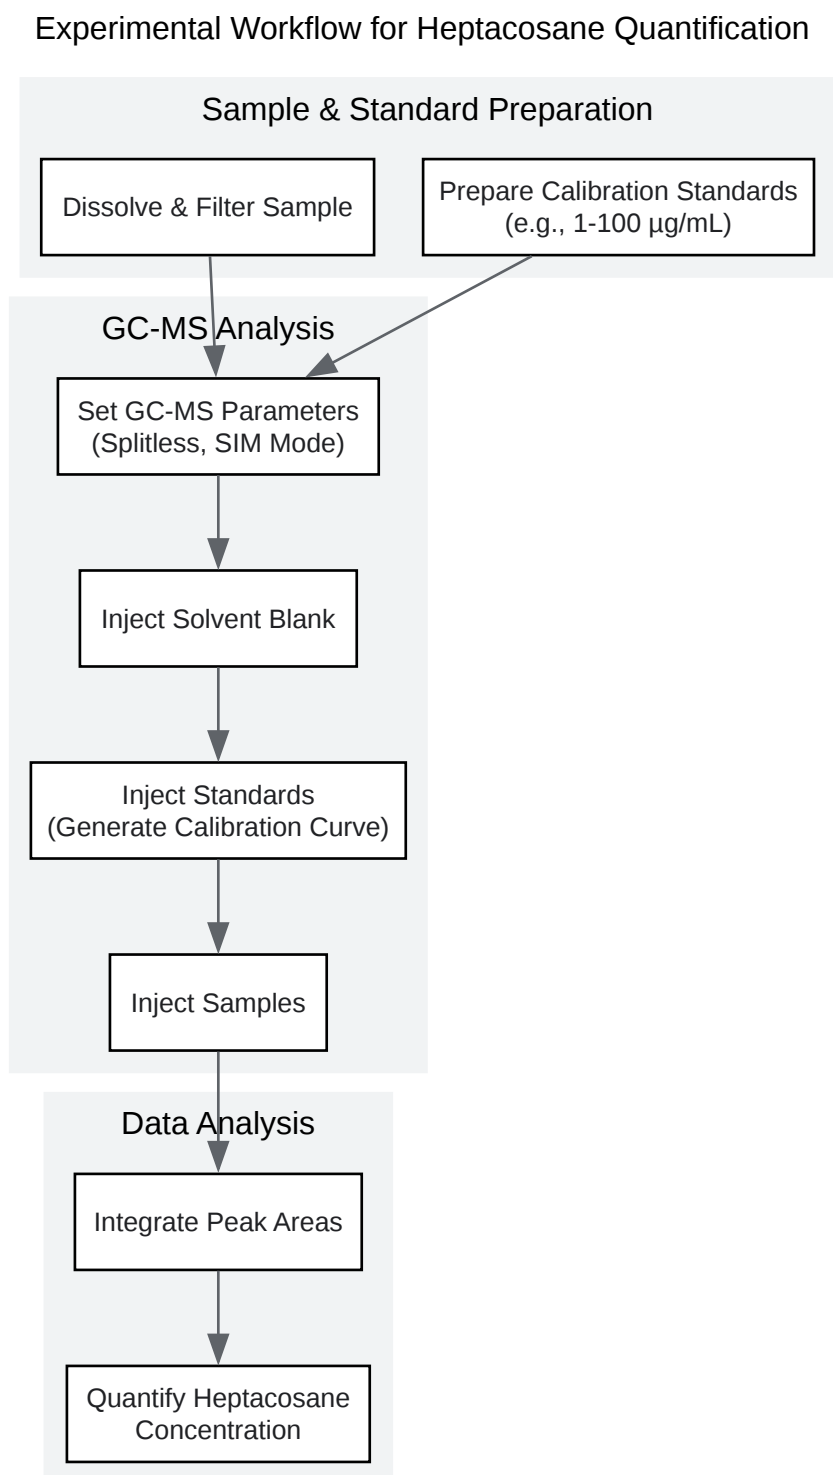 Experimental Workflow for Heptacosane Quantification
Sample & Standard Preparation
Dissolve & Filter Sample
Prepare Calibration Standards
(e.g., 1-100 µg/mL)
GC-MS Analysis
Set GC-MS Parameters
(Splitless, SIM Mode)
Inject Solvent Blank
Inject Standards
(Generate Calibration Curve)
Inject Samples
Data Analysis
Integrate Peak Areas
Quantify Heptacosane
Concentration